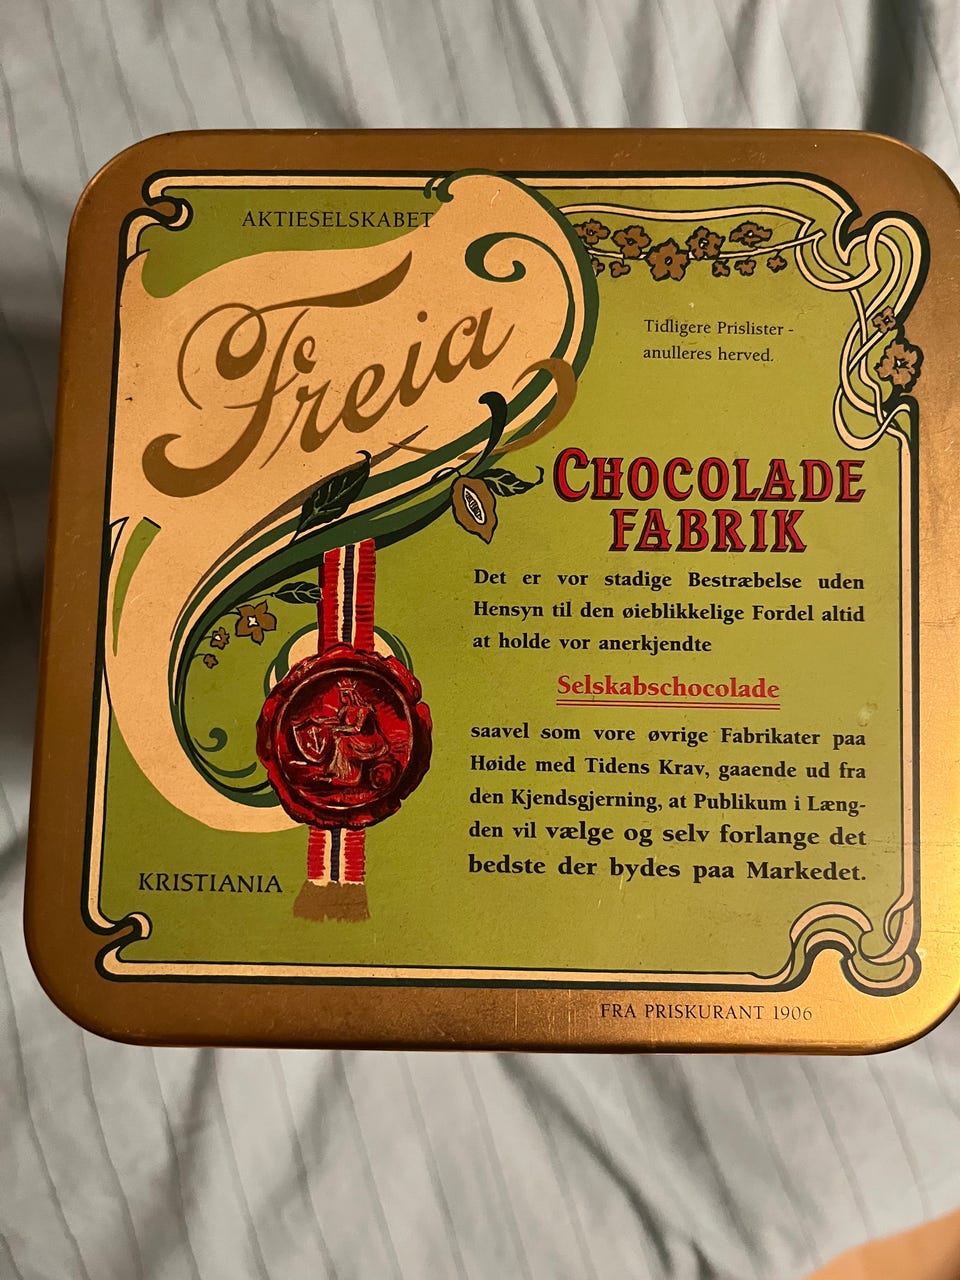 AKTIESELSKABET
Freia
Tidligere Prislister -
anulleres herved.
CHOCOLADE
FABRIK
Det er vor stadige Bestræbelse uden
Hensyn til den øieblikkelige Fordel altid
at holde vor anerkjendte
Selskabschocolade
saavel som vore øvrige Fabrikater paa
Høide med Tidens Krav, gaaende ud fra
den Kjendsgjerning, at Publikum i Læng-
den vil vælge og selv forlange det
bedste der bydes paa Markedet.
KRISTIANIA
FRA PRISKURANT 1906